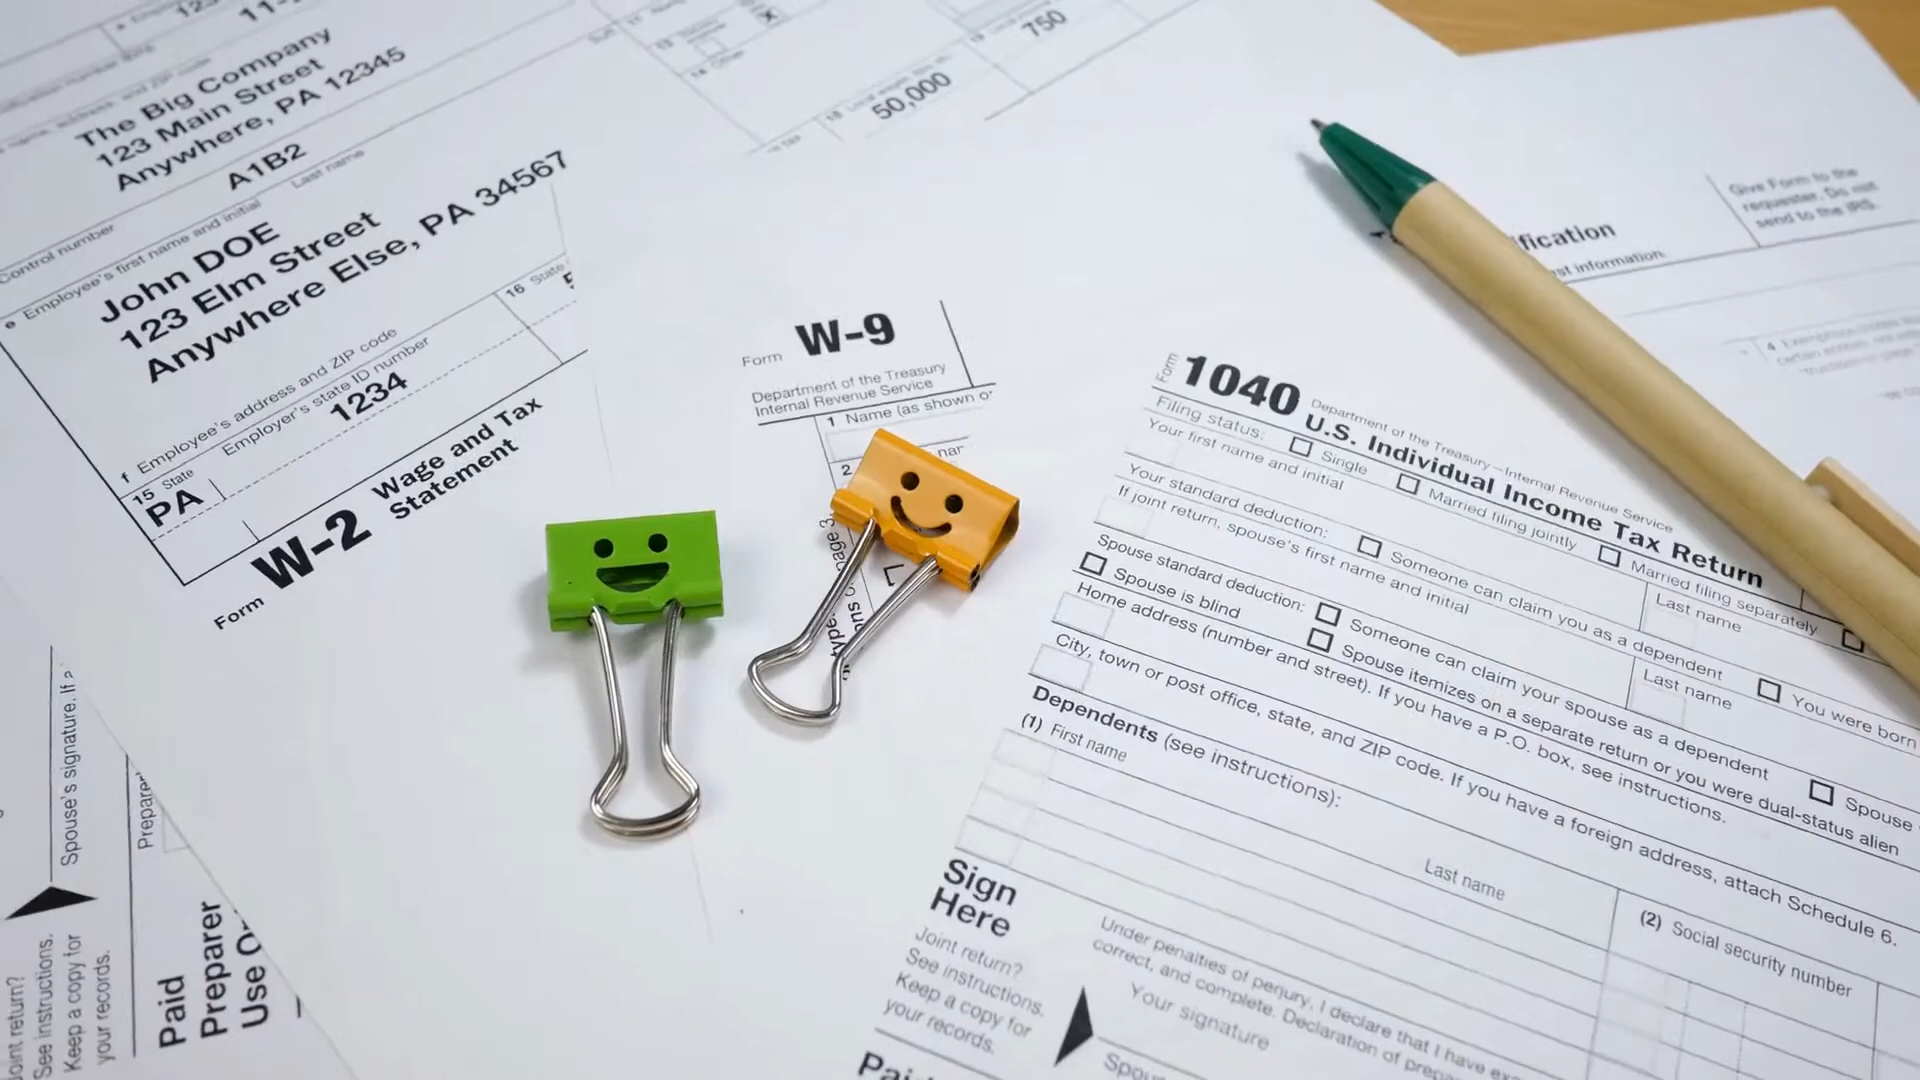 The Big Company
123 Main Street
Anywhere, PA 12345
A1B2
Control number
Last name
Suff
e Employee's first name and initial
John DOE
123 Elm Street
Anywhere Else, PA 34567
f Employee's address and ZIP code
15 State
Employer's state ID number
16 State
PA
1234
Form W-2 Wage and Tax
Statement
14 Other
50,000
750
Form W-9
Department of the Treasury
Internal Revenue Service
1 Name (as shown
2
Give Form to the
requester. Do not
send to the IRS.
ification
information.
Form 1040
Department of the Treasury—Internal Revenue Service
U.S. Individual Income Tax Return
Filing status:
Single
Married filing jointly
Married filing separately
Your first name and initial
Last name
Your standard deduction:
Someone can claim you as a dependent
You were born
If joint return, spouse's first name and initial
Last name
Spouse standard deduction:
Someone can claim your spouse as a dependent
Spouse
Spouse is blind
Spouse itemizes on a separate return or you were dual-status alien
Home address (number and street). If you have a P.O. box, see instructions.
City, town or post office, state, and ZIP code. If you have a foreign address, attach Schedule 6.
Dependents (see instructions):
(1) First name
Last name
(2) Social security number
Sign
Here
Joint return?
See instructions.
Keep a copy for
your records.
Under penalties of perjury, I declare that I have
correct, and complete. Declaration of
Your signature
Spouse's signature. If
See instructions.
Keep a copy for
your records.
Paid
Preparer
Use